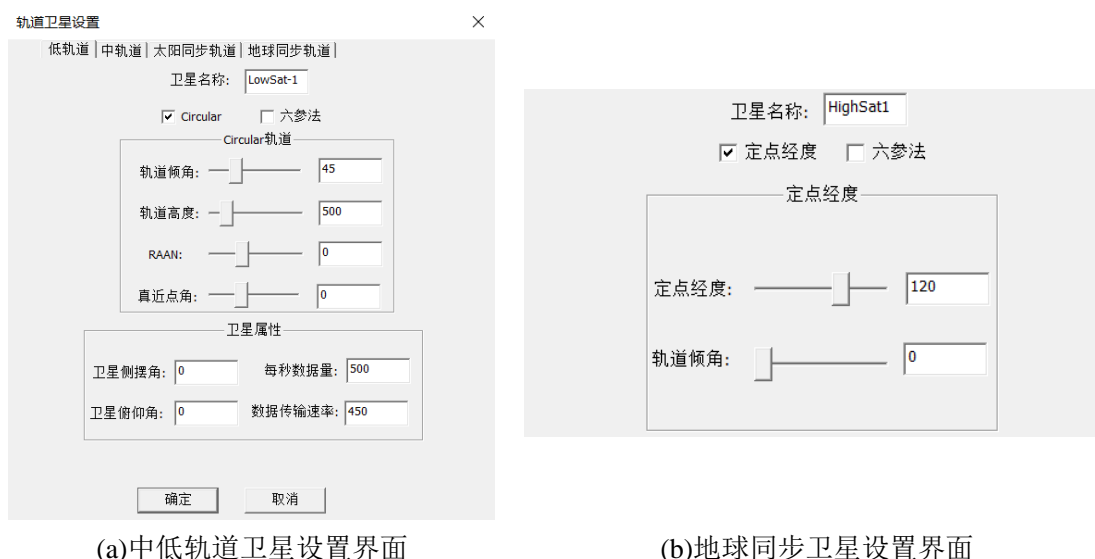 轨道卫星设置
低轨道 中轨道 太阳同步轨道 地球同步轨道
卫星名称: LowSat-1
Circular 六参法
Circular轨道
轨道倾角: 45
轨道高度: 500
RAAN: 0
真近点角: 0
卫星属性
卫星侧摆角: 0 每秒数据量: 500
卫星俯仰角: 0 数据传输速率: 450
确定 取消
(a)中低轨道卫星设置界面
卫星名称: HighSat1
定点经度 六参法
定点经度
定点经度: 120
轨道倾角: 0
(b)地球同步卫星设置界面